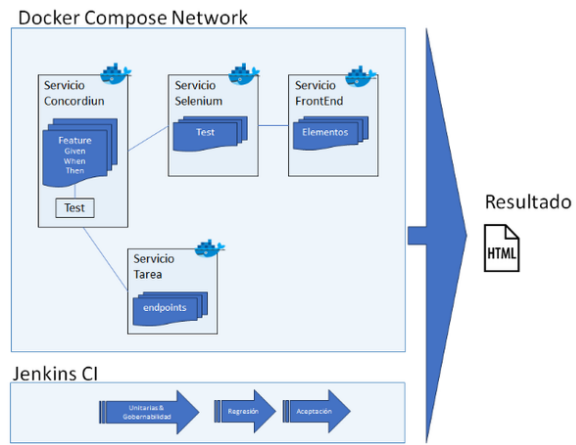 Docker Compose Network
Servicio
Concordiun
Feature
Given
When
Then
Test
Servicio
Selenium
Test
Servicio
FrontEnd
Elementos
Servicio
Tarea
endpoints
Resultado
HTML
Jenkins CI
Unitarias &
Gobernabilidad
Regresión
Aceptación